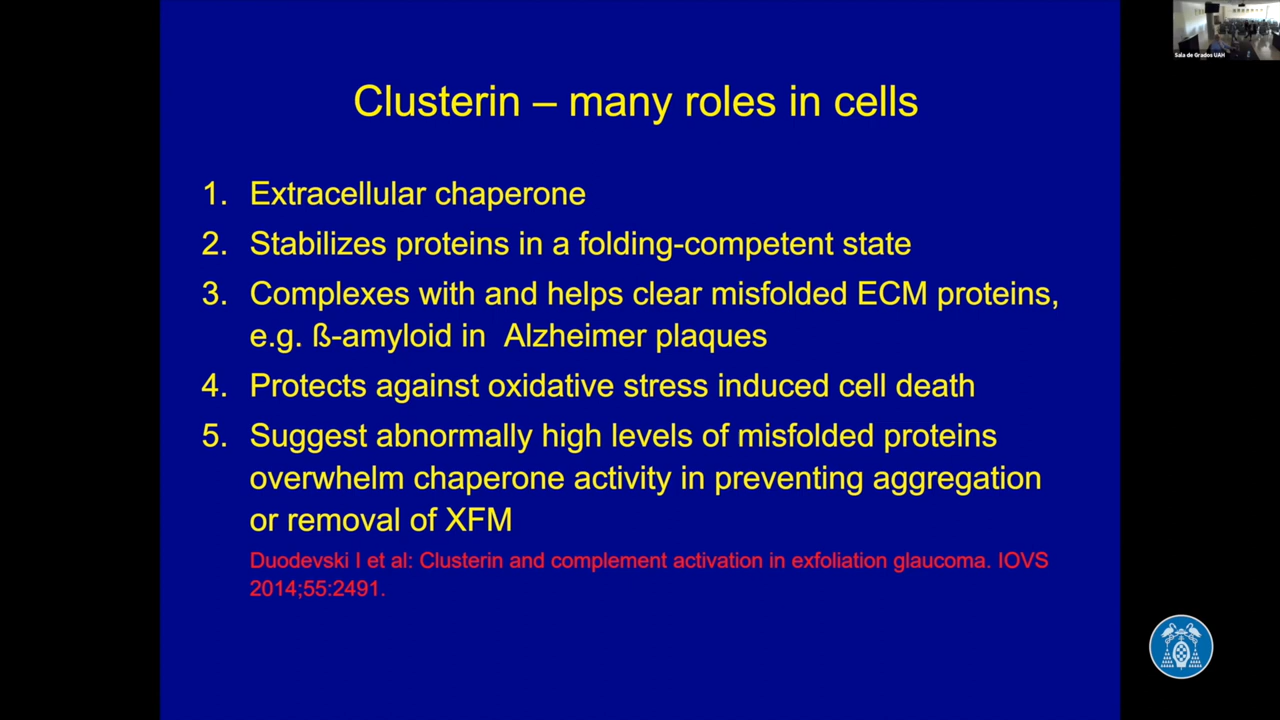 Sala de Grados UAH
Clusterin – many roles in cells
1. Extracellular chaperone
2. Stabilizes proteins in a folding-competent state
3. Complexes with and helps clear misfolded ECM proteins,
e.g. ß-amyloid in Alzheimer plaques
4. Protects against oxidative stress induced cell death
5. Suggest abnormally high levels of misfolded proteins
overwhelm chaperone activity in preventing aggregation
or removal of XFM
Duodevski I et al: Clusterin and complement activation in exfoliation glaucoma. IOVS
2014;55:2491.